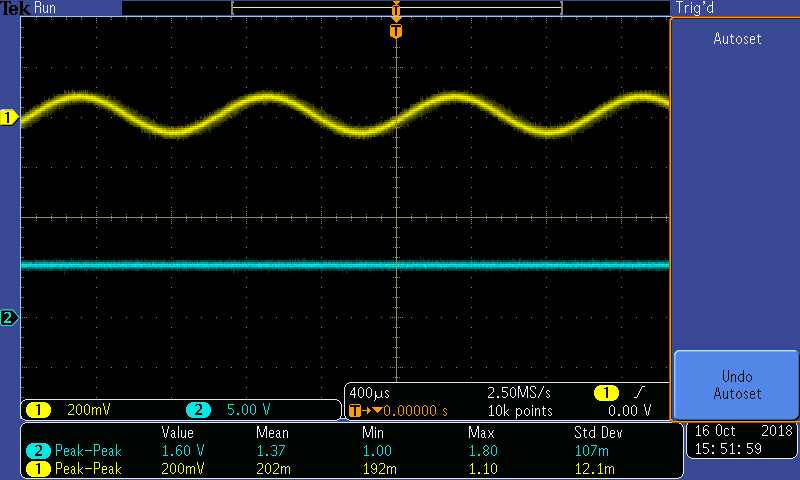 Tek Run Trig'd
T
T
Autoset
1
2
Undo
Autoset
400µs 2.50MS/s 1
1 200mV 2 5.00 V T→▼0.00000 s 10k points 0.00 V
Value Mean Min Max Std Dev
2 Peak-Peak 1.60 V 1.37 1.00 1.80 107m
1 Peak-Peak 200mV 202m 192m 1.10 12.1m
16 Oct 2018
15:51:59